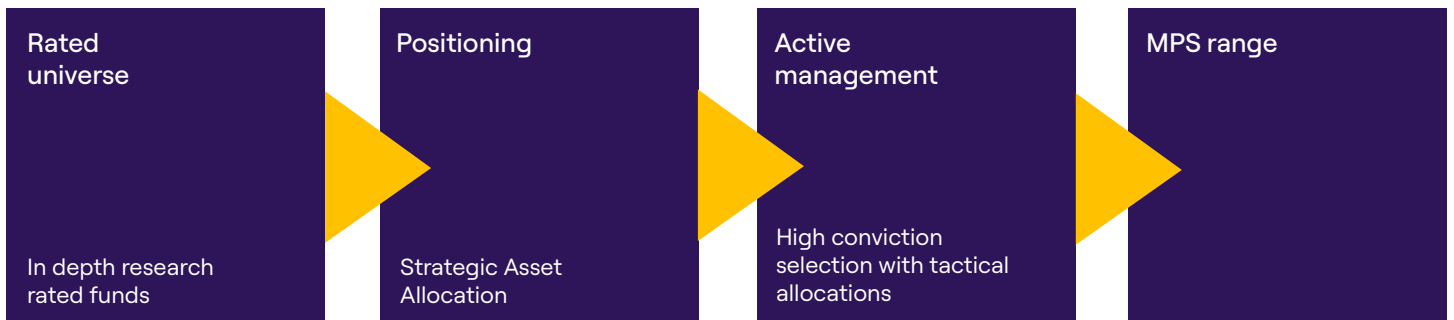 Rated
universe
In depth research
rated funds
Positioning
Strategic Asset
Allocation
Active
management
High conviction
selection with tactical
allocations
MPS range